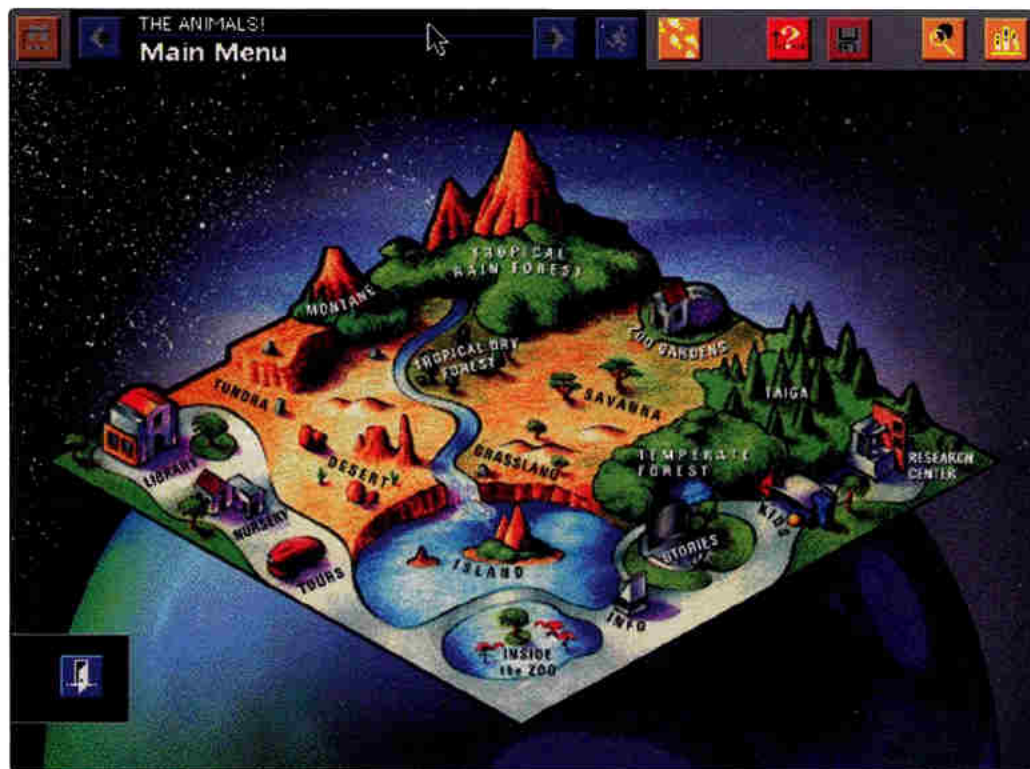 THE ANIMALS!
Main Menu
TROPICAL
RAIN FOREST
MONTANE
ZOO GARDENS
TROPICAL DRY
FOREST
TUNDRA
SAVANNA
TAIGA
LIBRARY
DESERT
GRASSLAND
TEMPERATE
FOREST
RESEARCH
CENTER
NURSERY
KIDS
STORIES
TOURS
ISLAND
INFO
INSIDE
the ZOO
?